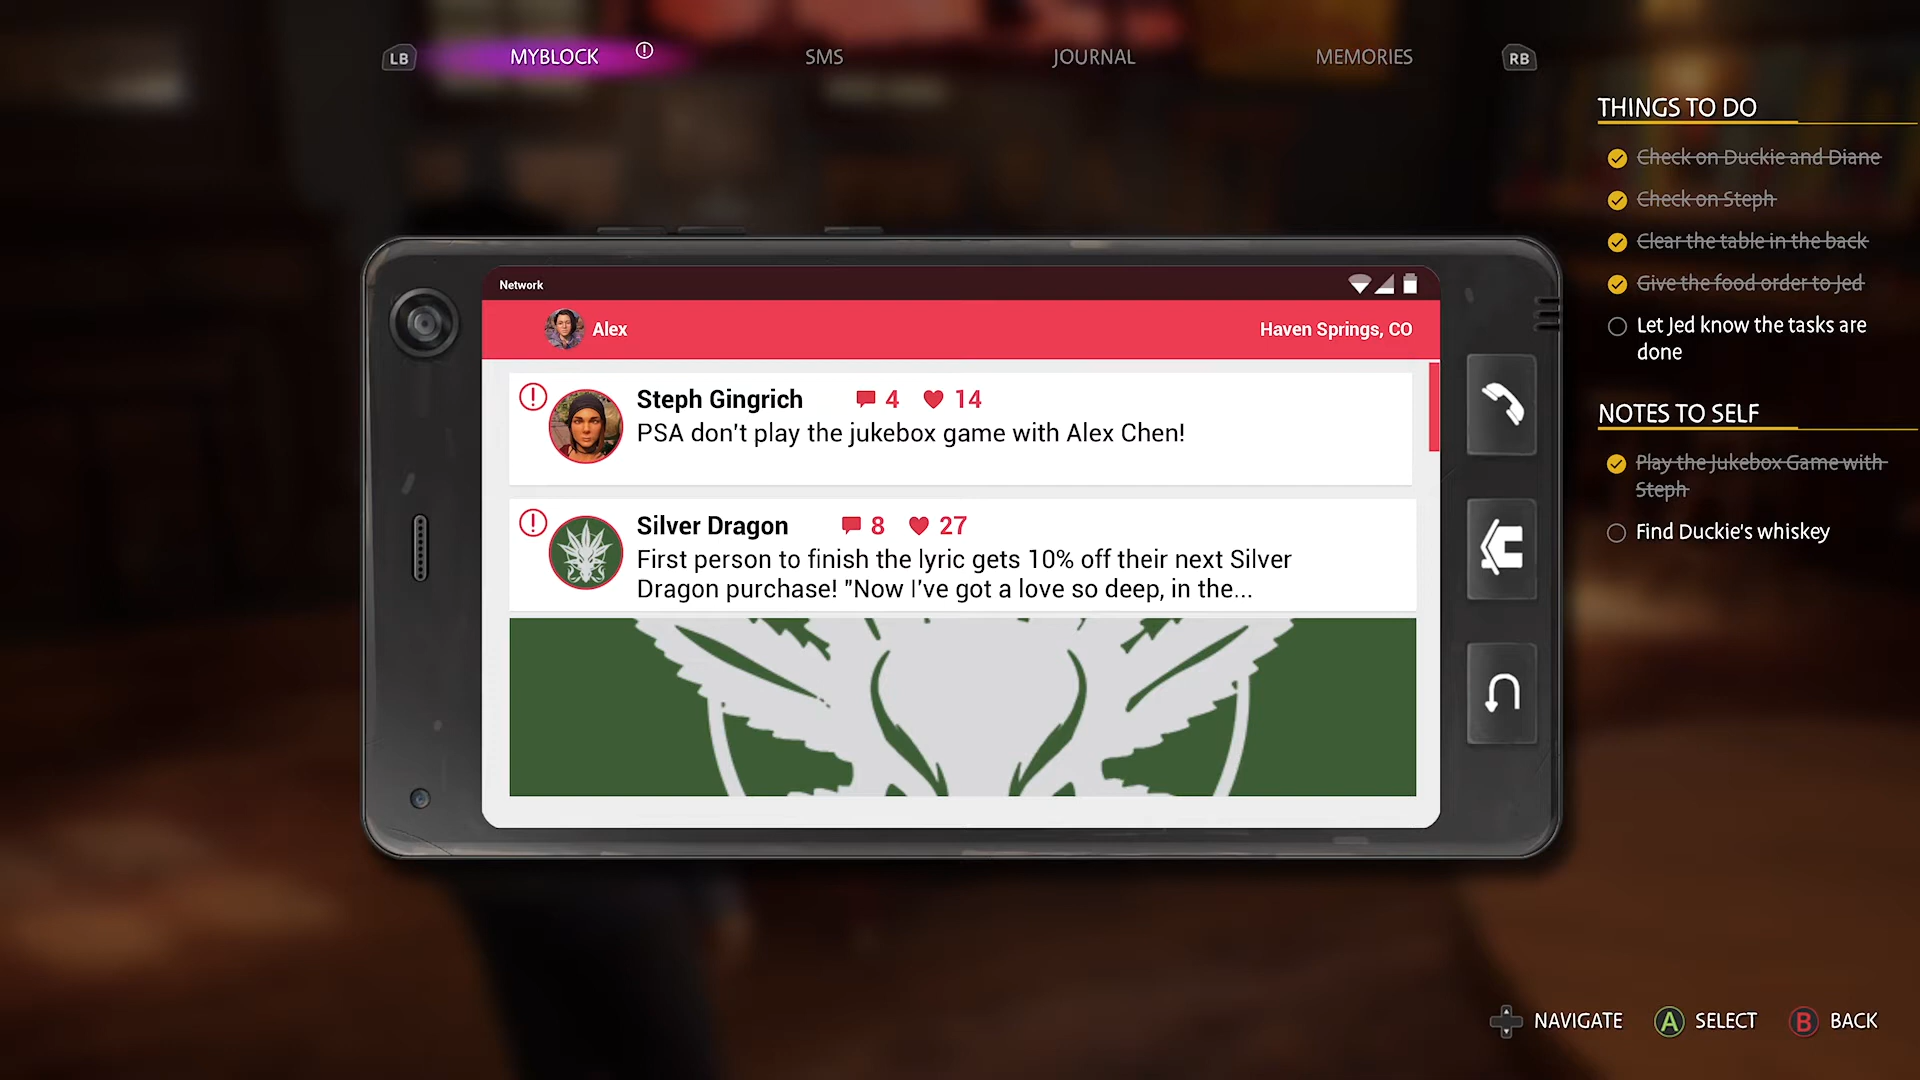 LB
MYBLOCK
SMS
JOURNAL
MEMORIES
RB
Network
Alex
Haven Springs, CO
Steph Gingrich 4 14
PSA don't play the jukebox game with Alex Chen!
Silver Dragon 8 27
First person to finish the lyric gets 10% off their next Silver
Dragon purchase! "Now I've got a love so deep, in the...
THINGS TO DO
Check on Duckie and Diane
Check on Steph
Clear the table in the back
Give the food order to Jed
Let Jed know the tasks are
done
NOTES TO SELF
Play the Jukebox Game with
Steph
Find Duckie's whiskey
NAVIGATE
A SELECT
B BACK